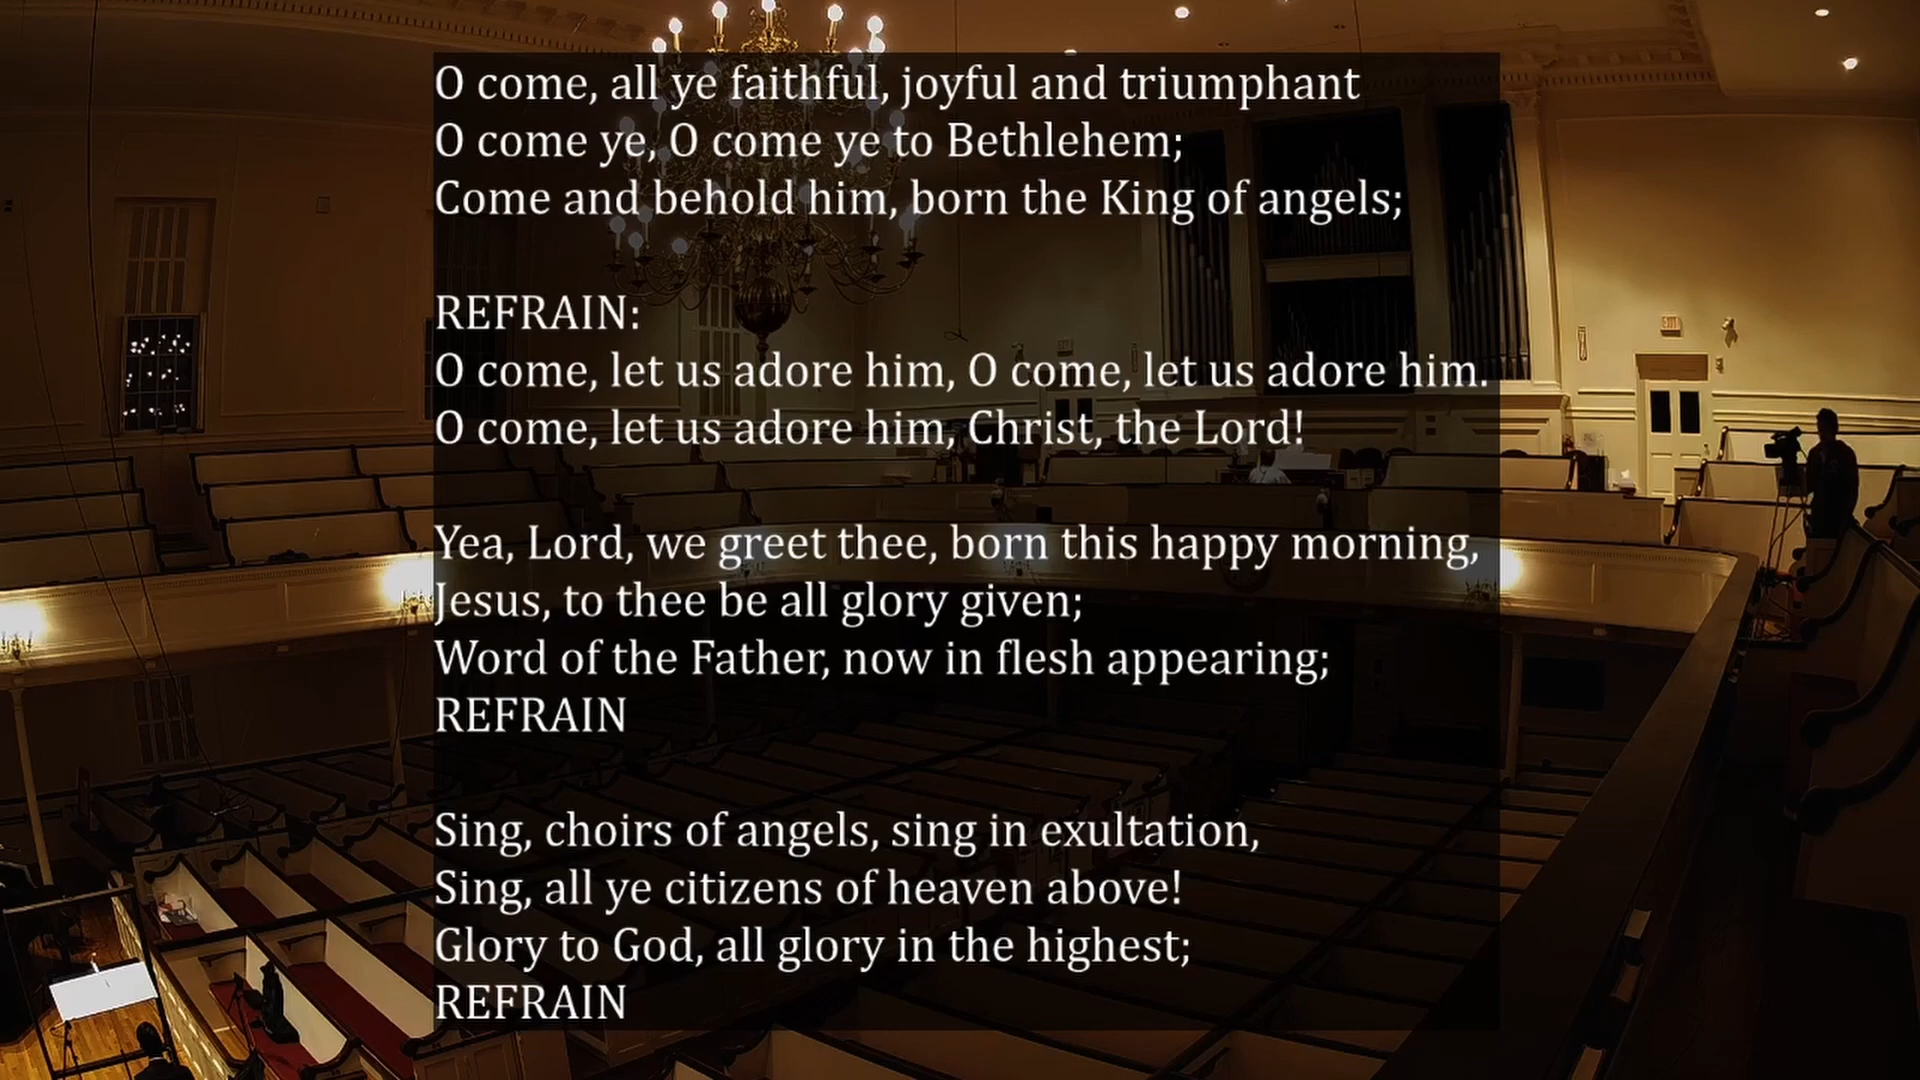 O come, all ye faithful, joyful and triumphant
O come ye, O come ye to Bethlehem;
Come and behold him, born the King of angels;
REFRAIN:
O come, let us adore him, O come, let us adore him.
O come, let us adore him, Christ, the Lord!
Yea, Lord, we greet thee, born this happy morning,
Jesus, to thee be all glory given;
Word of the Father, now in flesh appearing;
REFRAIN
Sing, choirs of angels, sing in exultation,
Sing, all ye citizens of heaven above!
Glory to God, all glory in the highest;
REFRAIN